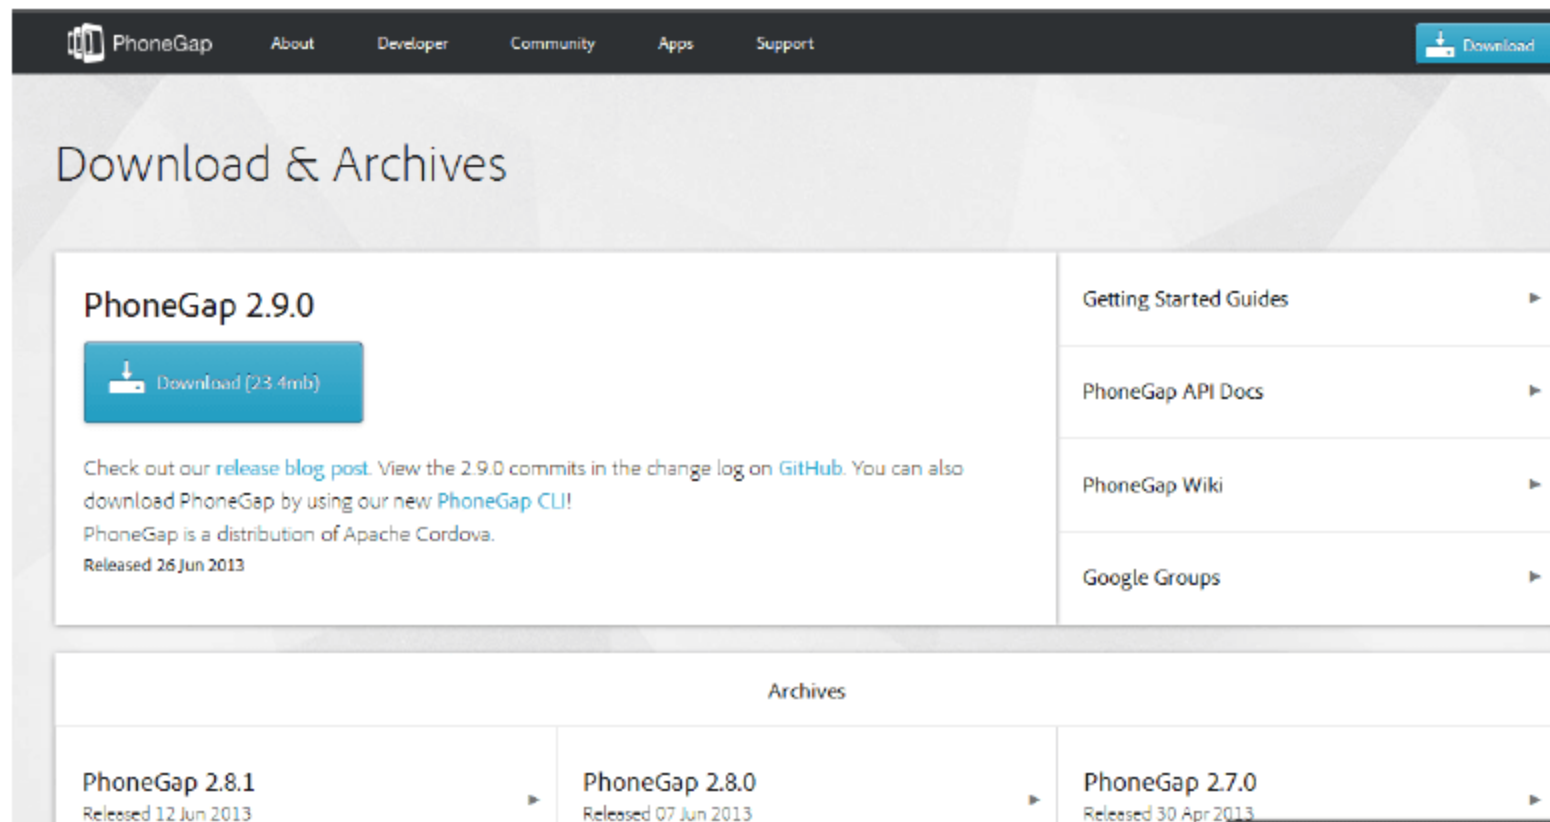 PhoneGap About Developer Community Apps Support Download
Download & Archives
PhoneGap 2.9.0
Download (23.4mb)
Check out our release blog post. View the 2.9.0 commits in the change log on GitHub. You can also
download PhoneGap by using our new PhoneGap CLI!
PhoneGap is a distribution of Apache Cordova.
Released 26 Jun 2013
Getting Started Guides
PhoneGap API Docs
PhoneGap Wiki
Google Groups
Archives
PhoneGap 2.8.1
Released 12 Jun 2013
PhoneGap 2.8.0
Released 07 Jun 2013
PhoneGap 2.7.0
Released 30 Apr 2013